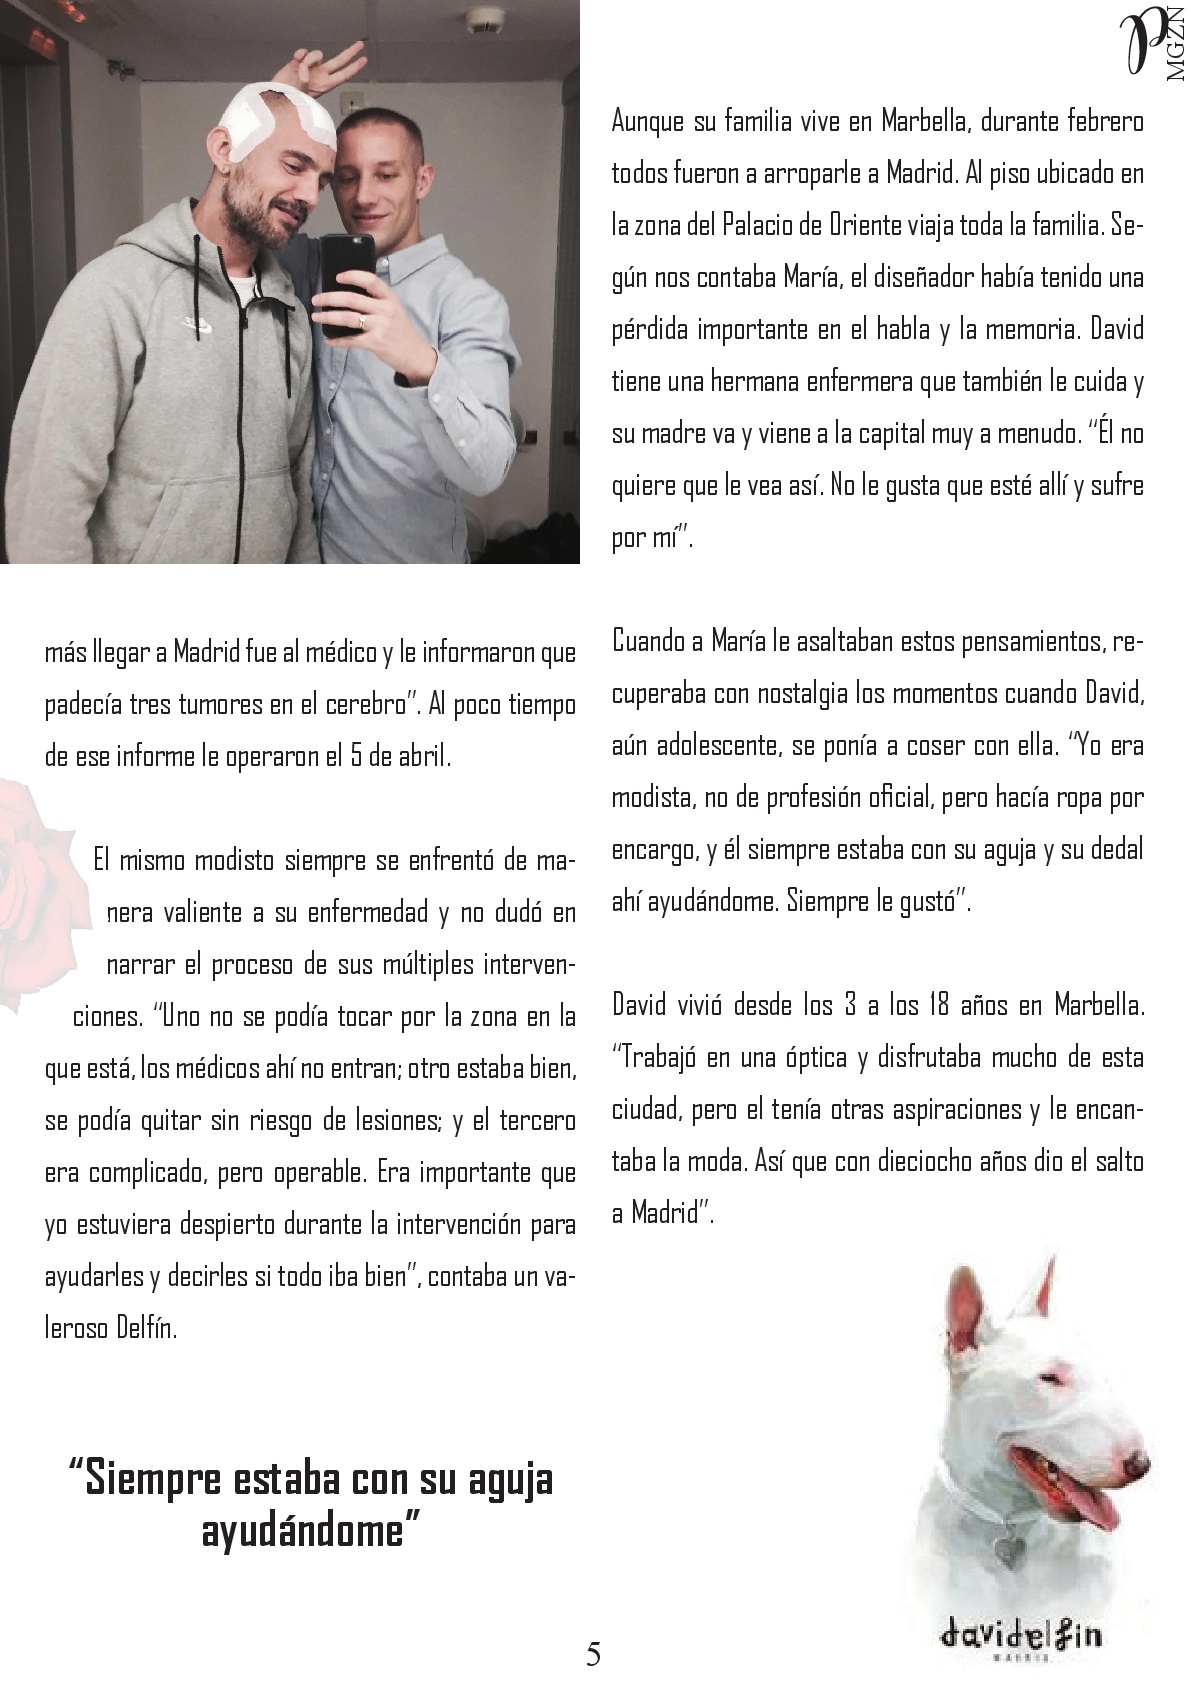 P
MGZN
más llegar a Madrid fue al médico y le informaron que
padecía tres tumores en el cerebro”. Al poco tiempo
de ese informe le operaron el 5 de abril.
El mismo modisto siempre se enfrentó de ma-
nera valiente a su enfermedad y no dudó en
narrar el proceso de sus múltiples interven-
ciones. “Uno no se podía tocar por la zona en la
que está, los médicos ahí no entran; otro estaba bien,
se podía quitar sin riesgo de lesiones; y el tercero
era complicado, pero operable. Era importante que
yo estuviera despierto durante la intervención para
ayudarles y decirles si todo iba bien”, contaba un va-
leroso Delfín.
“Siempre estaba con su aguja
ayudándome”
Aunque su familia vive en Marbella, durante febrero
todos fueron a arroparle a Madrid. Al piso ubicado en
la zona del Palacio de Oriente viaja toda la familia. Se-
gún nos contaba María, el diseñador había tenido una
pérdida importante en el habla y la memoria. David
tiene una hermana enfermera que también le cuida y
su madre va y viene a la capital muy a menudo. “Él no
quiere que le vea así. No le gusta que esté allí y sufre
por mí”.
Cuando a María le asaltaban estos pensamientos, re-
cuperaba con nostalgia los momentos cuando David,
aún adolescente, se ponía a coser con ella. “Yo era
modista, no de profesión oficial, pero hacía ropa por
encargo, y él siempre estaba con su aguja y su dedal
ahí ayudándome. Siempre le gustó”.
David vivió desde los 3 a los 18 años en Marbella.
“Trabajó en una óptica y disfrutaba mucho de esta
ciudad, pero el tenía otras aspiraciones y le encan-
taba la moda. Así que con dieciocho años dio el salto
a Madrid”.
davidelfin
MADRID
5